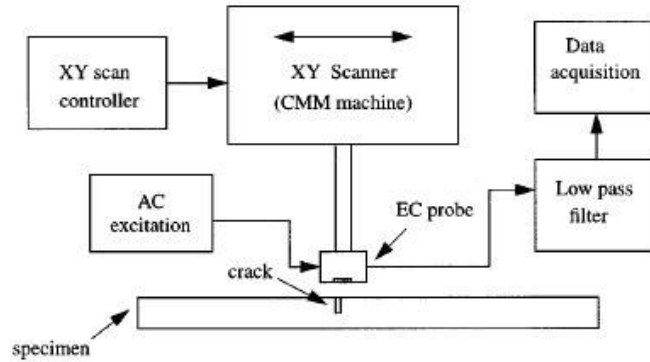 XY scan
controller
XY Scanner
(CMM machine)
Data
acquisition
AC
excitation
EC probe
Low pass
filter
crack
specimen